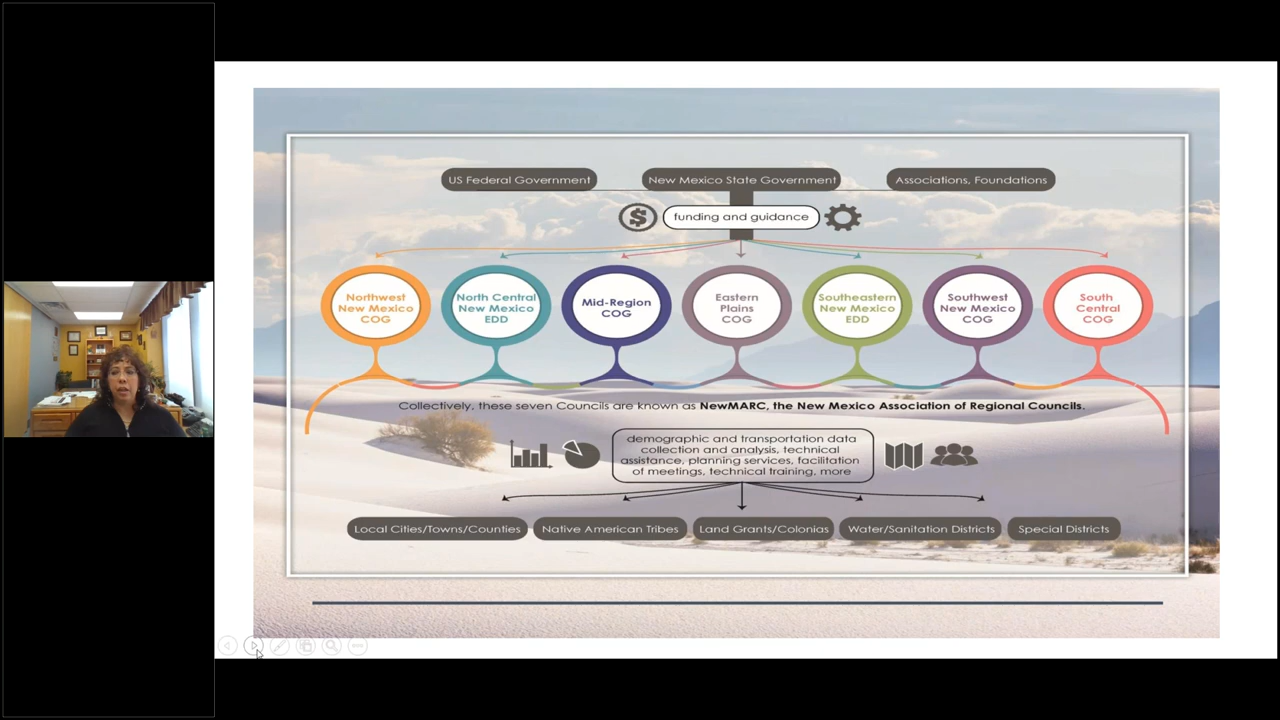 US Federal Government
New Mexico State Government
Associations, Foundations
funding and guidance
Northwest
New Mexico
COG
North Central
New Mexico
EDD
Mid-Region
COG
Eastern
Plains
COG
Southeastern
New Mexico
EDD
Southwest
New Mexico
COG
South
Central
COG
Collectively, these seven Councils are known as NewMARC, the New Mexico Association of Regional Councils.
demographic and transportation data
collection and analysis, technical
assistance, planning services, facilitation
of meetings, technical training, more
Local Cities/Towns/Counties
Native American Tribes
Land Grants/Colonias
Water/Sanitation Districts
Special Districts